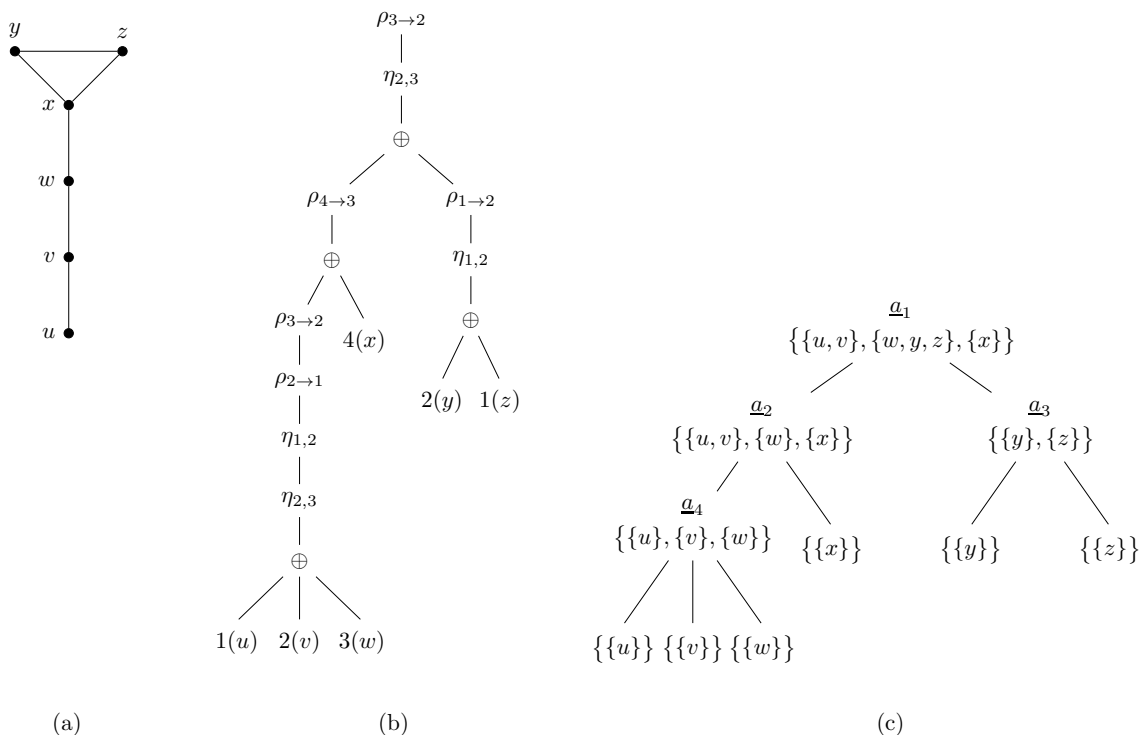 y z
x
w
v
u
(a)
ρ3→2
η2,3
⊕
ρ4→3 ρ1→2
⊕ η1,2
ρ3→2 4(x) ⊕
ρ2→1 2(y) 1(z)
η1,2
η2,3
⊕
1(u) 2(v) 3(w)
(b)
a1
{{u, v}, {w, y, z}, {x}}
a2 a3
{{u, v}, {w}, {x}} {{y}, {z}}
a4
{{u}, {v}, {w}} {{x}} {{y}} {{z}}
{{u}} {{v}} {{w}}
(c)